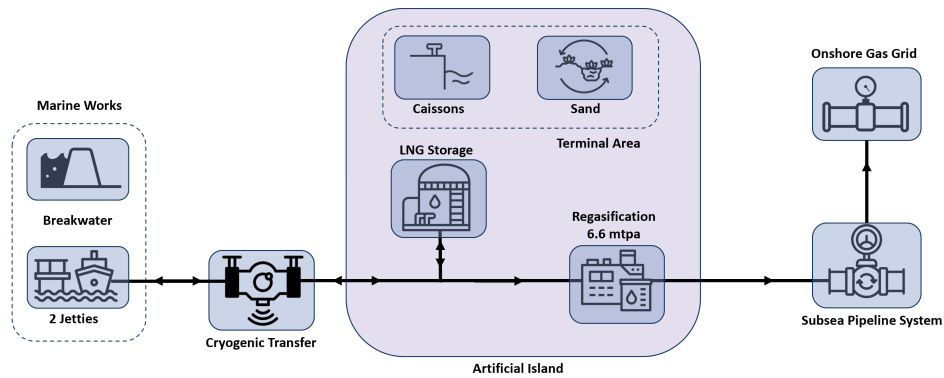 Onshore Gas Grid
Marine Works
Caissons
Sand
Terminal Area
LNG Storage
Breakwater
Regasification
6.6 mtpa
2 Jetties
Cryogenic Transfer
Subsea Pipeline System
Artificial Island